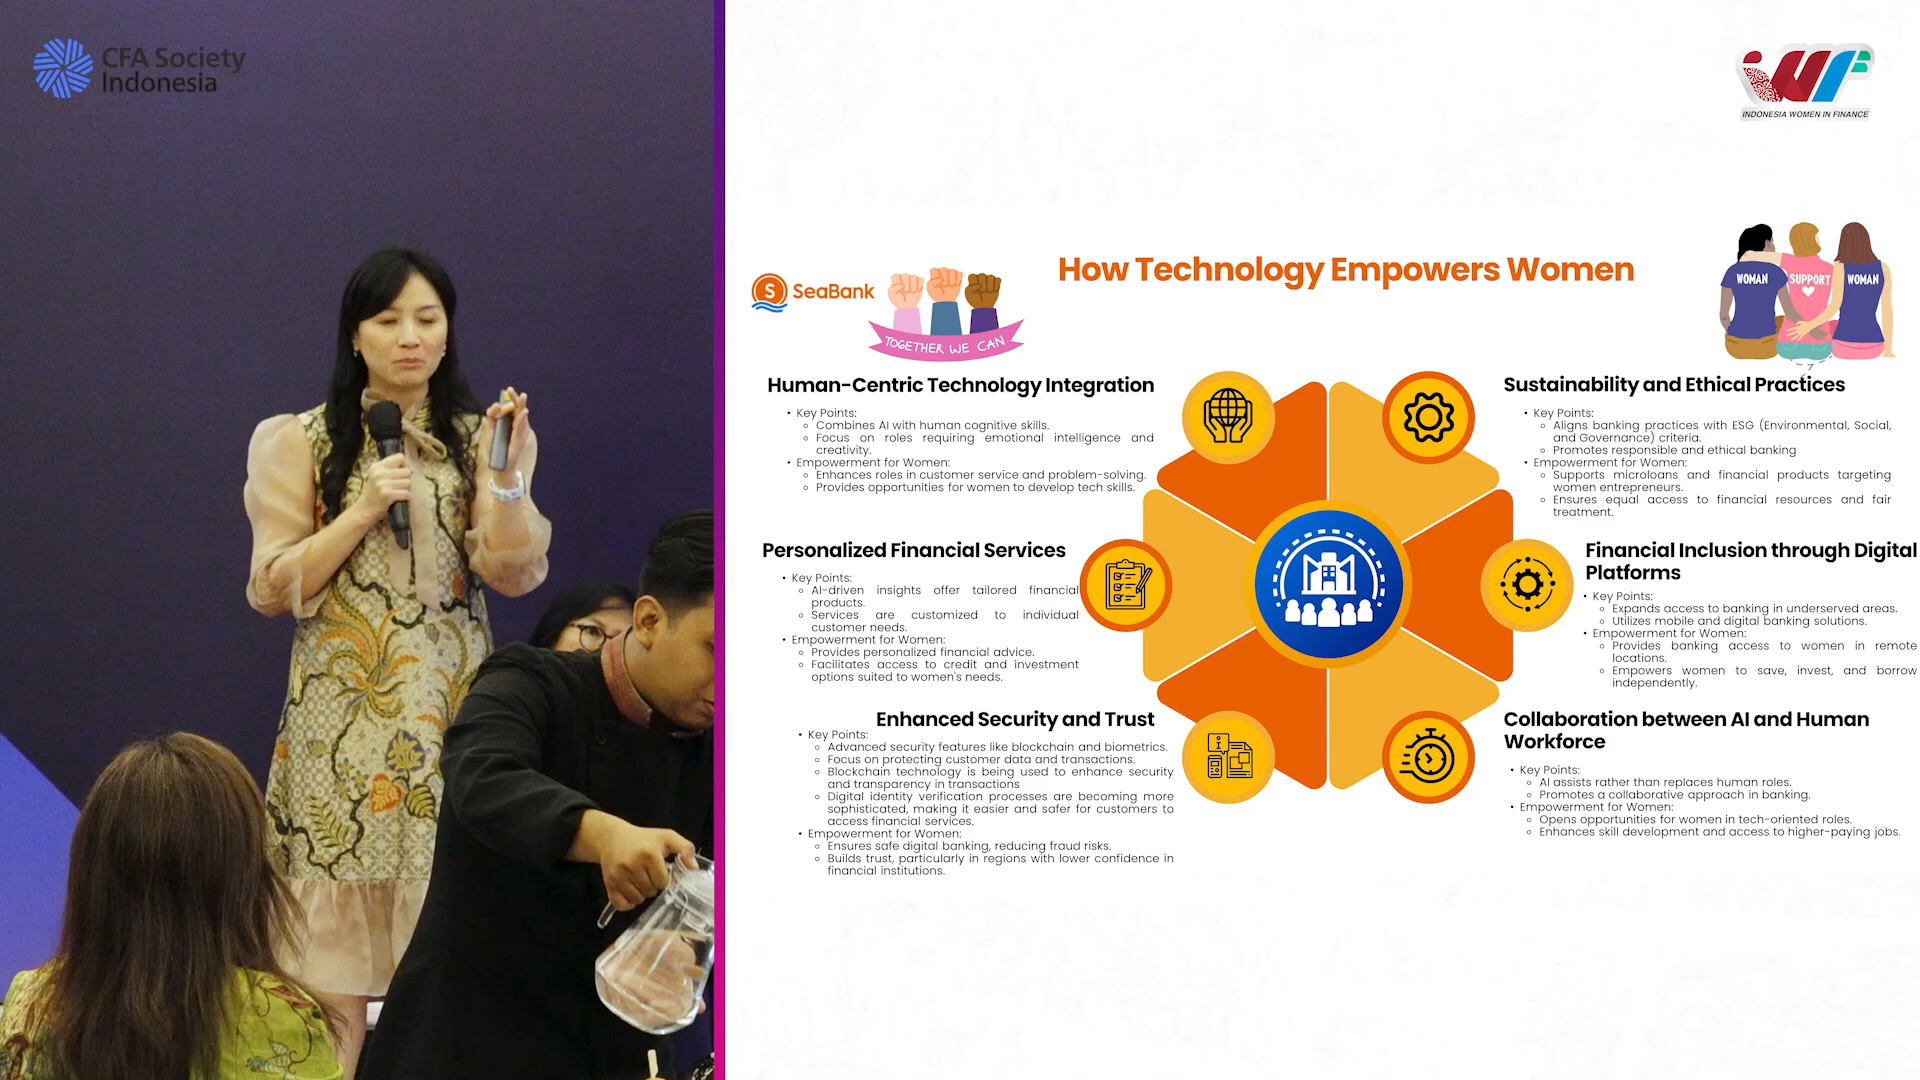 CFA Society
Indonesia
INDONESIA WOMEN IN FINANCE
SeaBank
TOGETHER WE CAN
How Technology Empowers Women
WOMAN
SUPPORT
WOMAN
Human-Centric Technology Integration
• Key Points:
◦ Combines AI with human cognitive skills.
◦ Focus on roles requiring emotional intelligence and
creativity.
• Empowerment for Women:
◦ Enhances roles in customer service and problem-solving.
◦ Provides opportunities for women to develop tech skills.
Personalized Financial Services
• Key Points:
◦ AI-driven insights offer tailored financial
products.
◦ Services are customized to individual
customer needs.
• Empowerment for Women:
◦ Provides personalized financial advice.
◦ Facilitates access to credit and investment
options suited to women's needs.
Enhanced Security and Trust
• Key Points:
◦ Advanced security features like blockchain and biometrics.
◦ Focus on protecting customer data and transactions.
◦ Blockchain technology is being used to enhance security
and transparency in transactions
◦ Digital identity verification processes are becoming more
sophisticated, making it easier and safer for customers to
access financial services.
• Empowerment for Women:
◦ Ensures safe digital banking, reducing fraud risks.
◦ Builds trust, particularly in regions with lower confidence in
financial institutions.
Sustainability and Ethical Practices
• Key Points:
◦ Aligns banking practices with ESG (Environmental, Social,
and Governance) criteria.
◦ Promotes responsible and ethical banking
• Empowerment for Women:
◦ Supports microloans and financial products targeting
women entrepreneurs.
◦ Ensures equal access to financial resources and fair
treatment.
Financial Inclusion through Digital
Platforms
• Key Points:
◦ Expands access to banking in underserved areas.
◦ Utilizes mobile and digital banking solutions.
• Empowerment for Women:
◦ Provides banking access to women in remote
locations.
◦ Empowers women to save, invest, and borrow
independently.
Collaboration between AI and Human
Workforce
• Key Points:
◦ AI assists rather than replaces human roles.
◦ Promotes a collaborative approach in banking.
• Empowerment for Women:
◦ Opens opportunities for women in tech-oriented roles.
◦ Enhances skill development and access to higher-paying jobs.